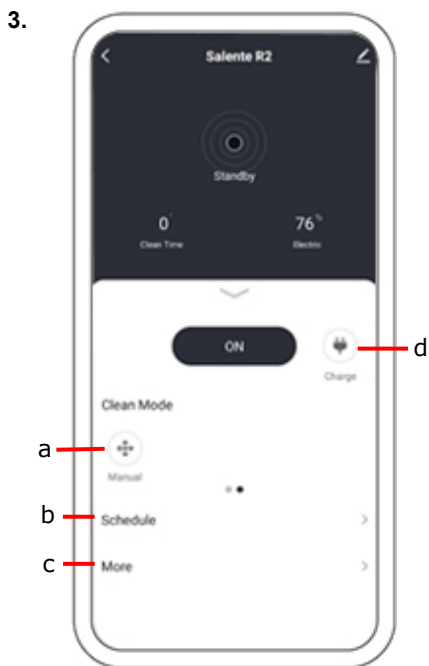 3.
Salente R2
Standby
0' 76%
Clean Time Electric
ON
d
Charge
Clean Mode
a
Manual
b Schedule
c More